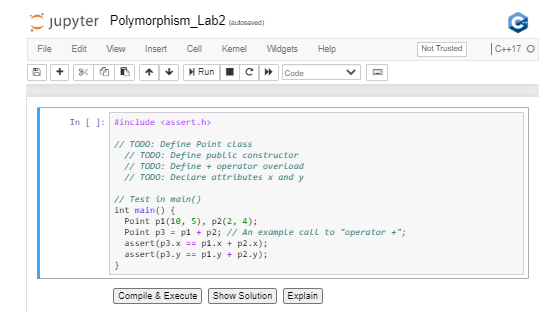 jupyter Polymorphism_Lab2 (autosaved)
File Edit View Insert Cell Kernel Widgets Help Not Trusted C++17
Run Code
In [ ]: #include <assert.h>
// TODO: Define Point class
// TODO: Define public constructor
// TODO: Define + operator overload
// TODO: Declare attributes x and y
// Test in main()
int main() {
Point p1(10, 5), p2(2, 4);
Point p3 = p1 + p2; // An example call to "operator +";
assert(p3.x == p1.x + p2.x);
assert(p3.y == p1.y + p2.y);
}
Compile & Execute Show Solution Explain